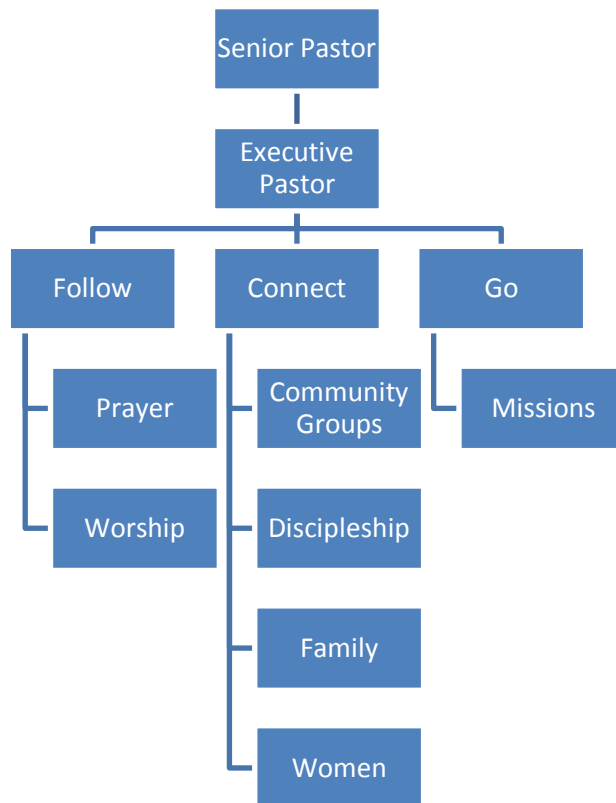 Senior Pastor
Executive
Pastor
Follow
Connect
Go
Prayer
Community
Groups
Missions
Worship
Discipleship
Family
Women